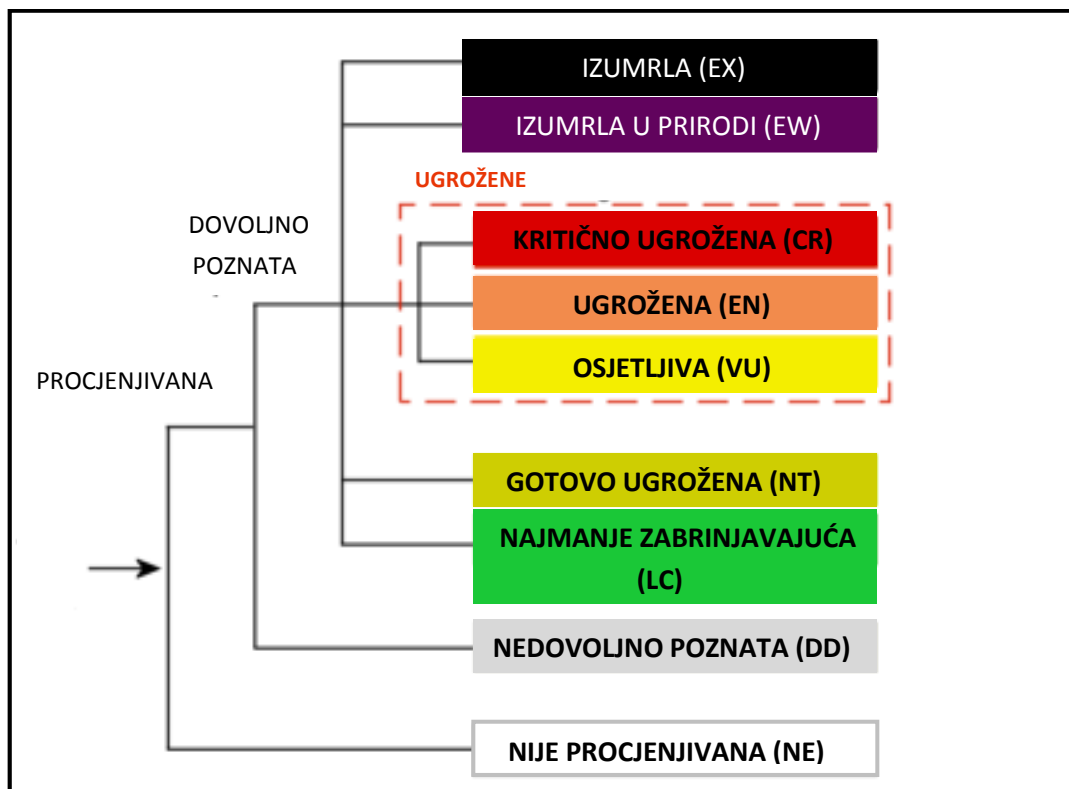 IZUMRLA (EX)
IZUMRLA U PRIRODI (EW)
UGROŽENE
DOVOLJNO
POZNATA
KRITIČNO UGROŽENA (CR)
UGROŽENA (EN)
OSJETLJIVA (VU)
PROCJENJIVANA
GOTOVO UGROŽENA (NT)
NAJMANJE ZABRINJAVAJUĆA
(LC)
NEDOVOLJNO POZNATA (DD)
NIJE PROCJENJIVANA (NE)